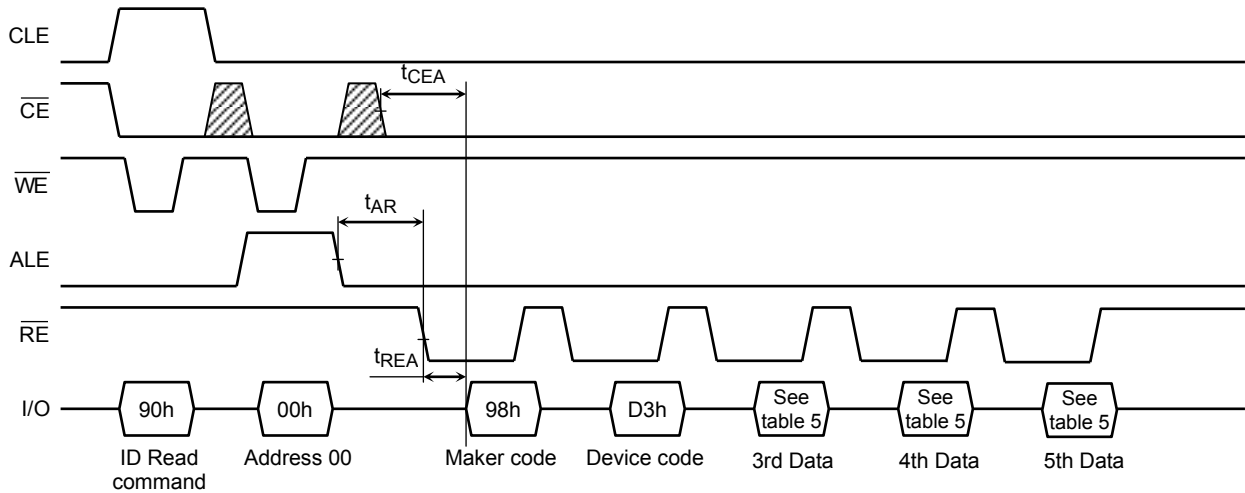 CLE
tCEA
CE
WE
tAR
ALE
RE
tREA
I/O
90h
00h
98h
D3h
See
table 5
See
table 5
See
table 5
ID Read
command
Address 00
Maker code
Device code
3rd Data
4th Data
5th Data